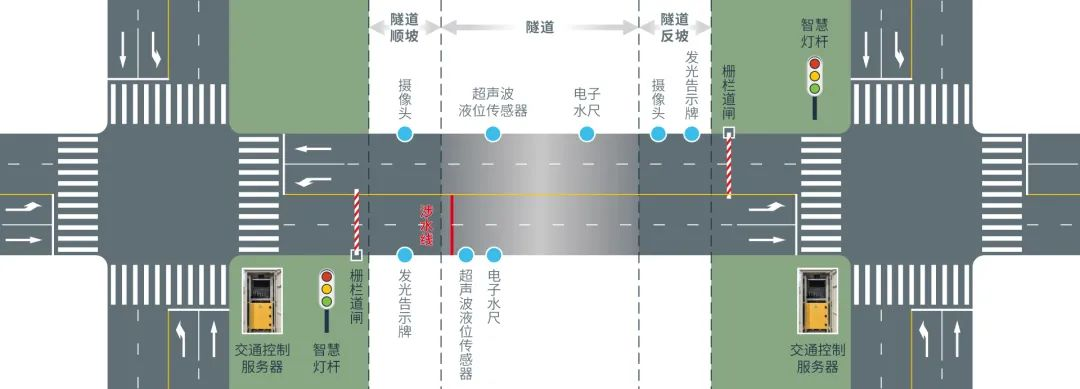 隧道
顺坡
隧道
隧道
反坡
智慧
灯杆
摄像头
超声波
液位传感器
电子
水尺
摄像头
发光告示牌
栅栏道闸
涉水线
栅栏道闸
发光告示牌
超声波液位传感器
电子水尺
交通控制
服务器
智慧
灯杆
交通控制
服务器